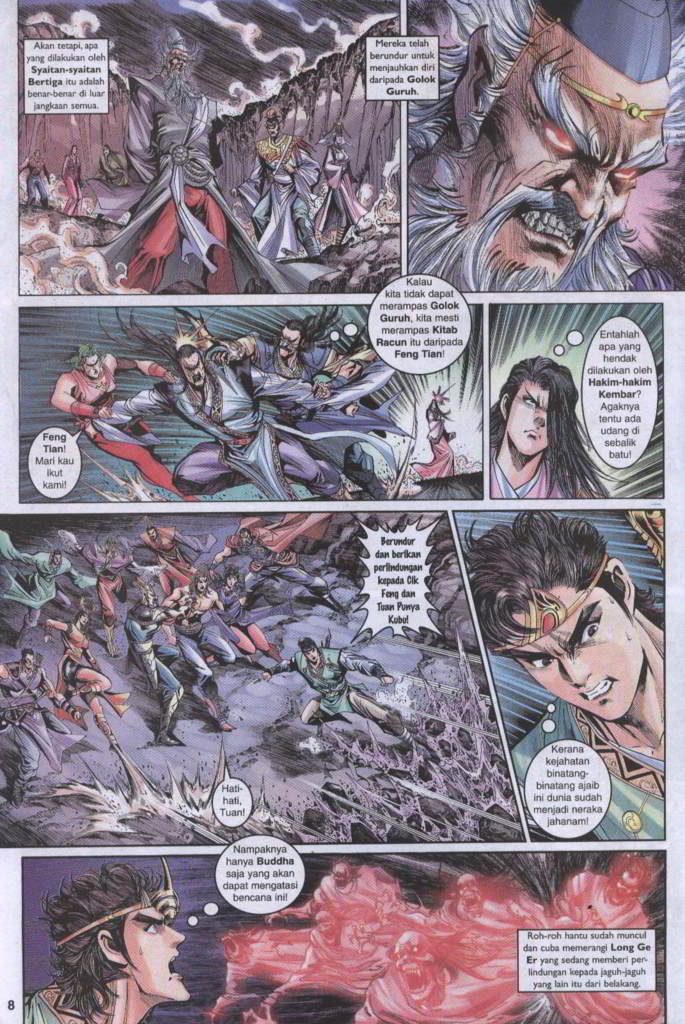 Akan tetapi, apa
yang dilakukan oleh
Syaitan-syaitan
Bertiga itu adalah
benar-benar di luar
jangkaan semua.
Mereka telah
berundur untuk
menjauhkan diri
daripada Golok
Guruh.
Kalau
kita tidak dapat
merampas Golok
Guruh, kita mesti
merampas Kitab
Racun itu daripada
Feng Tian!
Feng
Tian!
Mari kau
ikut
kami!
Entahlah
apa yang
hendak
dilakukan oleh
Hakim-hakim
Kembar?
Agaknya
tentu ada
udang di
sebalik
batu!
Berundur
dan berikan
perlindungan
kepada Cik
Feng dan
Tuan Punya
Kubu!
Hati-
hati,
Tuan!
Kerana
kejahatan
binatang-
binatang ajaib
ini dunia sudah
menjadi neraka
jahanam!
Nampaknya
hanya Buddha
saja yang akan
dapat mengatasi
bencana ini!
Roh-roh hantu sudah muncul
dan cuba memerangi Long Ge
Er yang sedang memberi per-
lindungan kepada jaguh-jaguh
yang lain itu dari belakang.
8